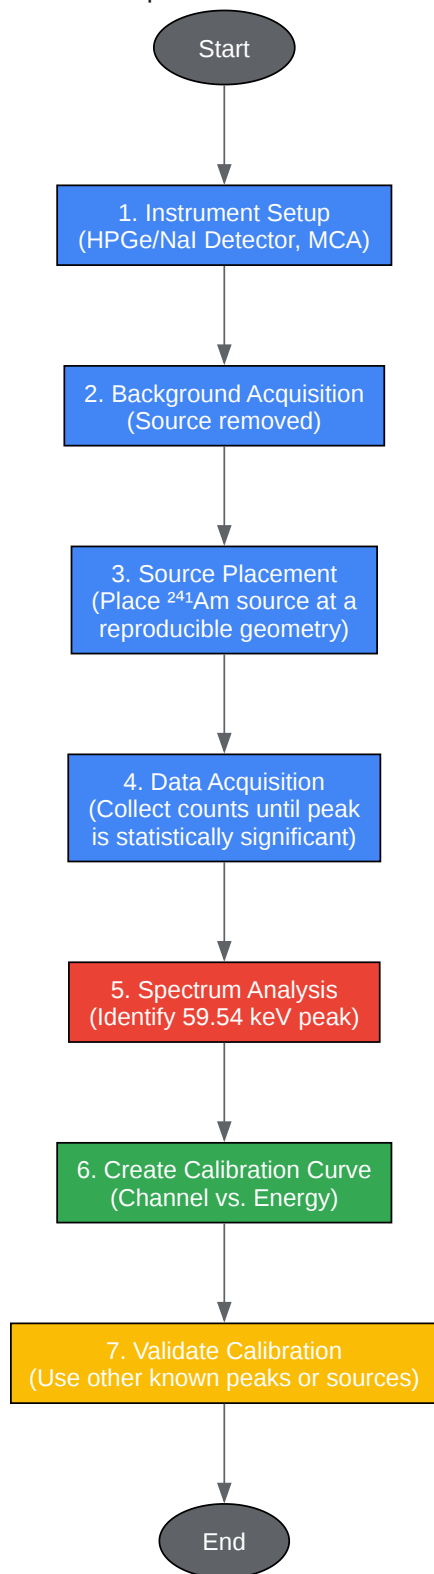 Start
1. Instrument Setup
(HPGe/NaI Detector, MCA)
2. Background Acquisition
(Source removed)
3. Source Placement
(Place ²⁴¹Am source at a
reproducible geometry)
4. Data Acquisition
(Collect counts until peak
is statistically significant)
5. Spectrum Analysis
(Identify 59.54 keV peak)
6. Create Calibration Curve
(Channel vs. Energy)
7. Validate Calibration
(Use other known peaks or sources)
End